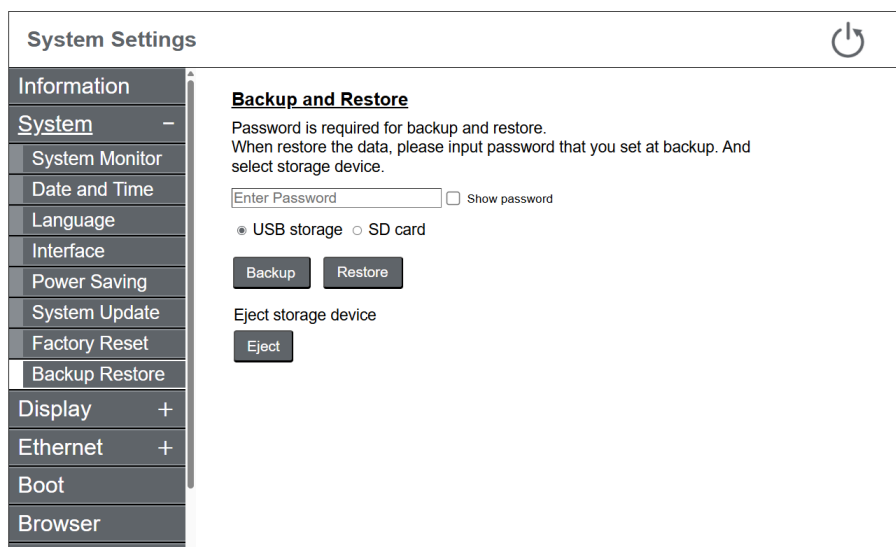 System Settings
Information
System −
System Monitor
Date and Time
Language
Interface
Power Saving
System Update
Factory Reset
Backup Restore
Display +
Ethernet +
Boot
Browser
Backup and Restore
Password is required for backup and restore.
When restore the data, please input password that you set at backup. And
select storage device.
Enter Password Show password
USB storage SD card
Backup Restore
Eject storage device
Eject